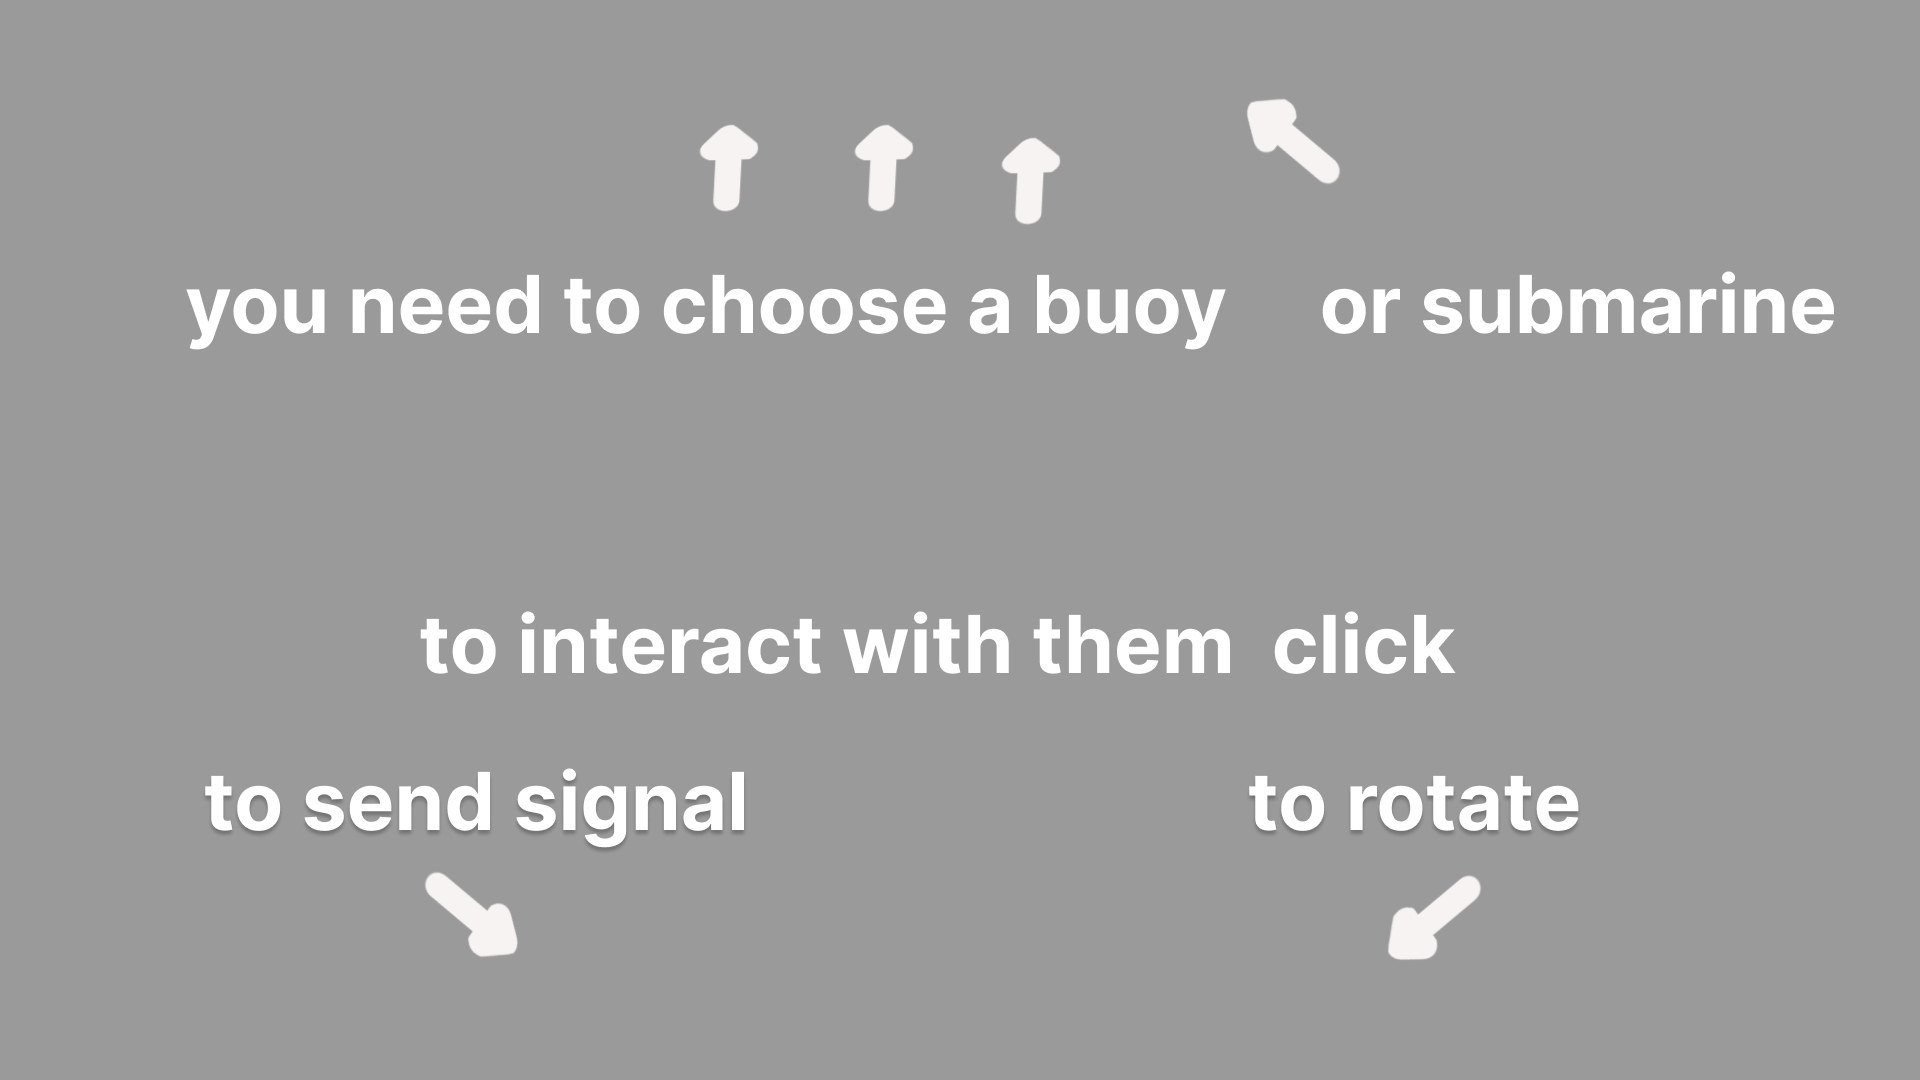 you need to choose a buoy or submarine
to interact with them click
to send signal
to rotate